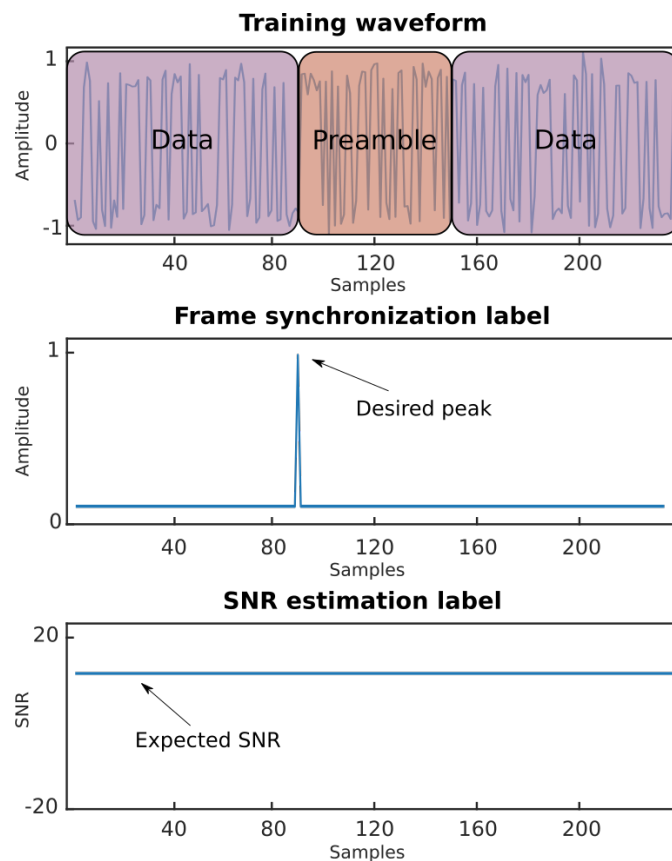 Training waveform
1
0
-1
Amplitude
Data
Preamble
Data
40
80
120
160
200
Samples
Frame synchronization label
1
0
Amplitude
Desired peak
40
80
120
160
200
Samples
SNR estimation label
20
-20
SNR
Expected SNR
40
80
120
160
200
Samples